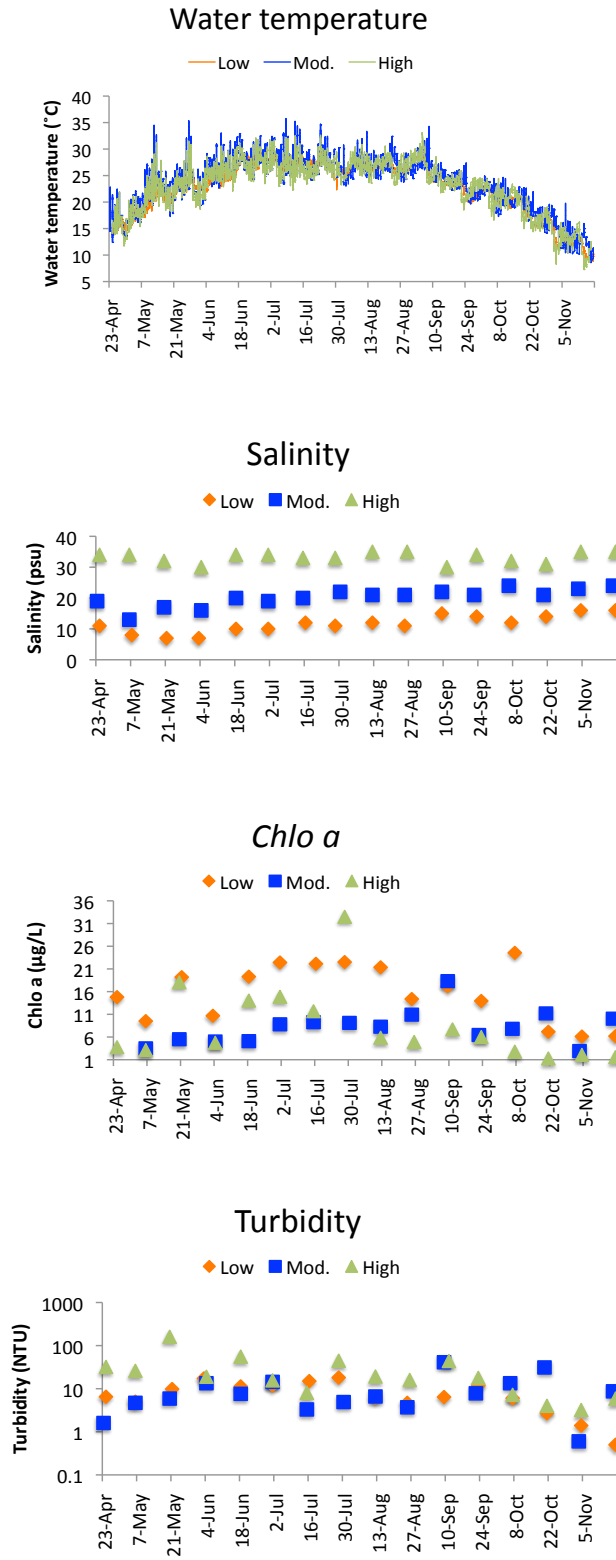 Water temperature
Low Mod. High
Water temperature (˚C)
40
35
30
25
20
15
10
5
23-Apr 7-May 21-May 4-Jun 18-Jun 2-Jul 16-Jul 30-Jul 13-Aug 27-Aug 10-Sep 24-Sep 8-Oct 22-Oct 5-Nov
Salinity
Low Mod. High
Salinity (psu)
40
30
20
10
0
23-Apr 7-May 21-May 4-Jun 18-Jun 2-Jul 16-Jul 30-Jul 13-Aug 27-Aug 10-Sep 24-Sep 8-Oct 22-Oct 5-Nov
Chlo a
Low Mod. High
Chlo a (µg/L)
36
31
26
21
16
11
6
1
23-Apr 7-May 21-May 4-Jun 18-Jun 2-Jul 16-Jul 30-Jul 13-Aug 27-Aug 10-Sep 24-Sep 8-Oct 22-Oct 5-Nov
Turbidity
Low Mod. High
Turbidity (NTU)
1000
100
10
1
0.1
23-Apr 7-May 21-May 4-Jun 18-Jun 2-Jul 16-Jul 30-Jul 13-Aug 27-Aug 10-Sep 24-Sep 8-Oct 22-Oct 5-Nov